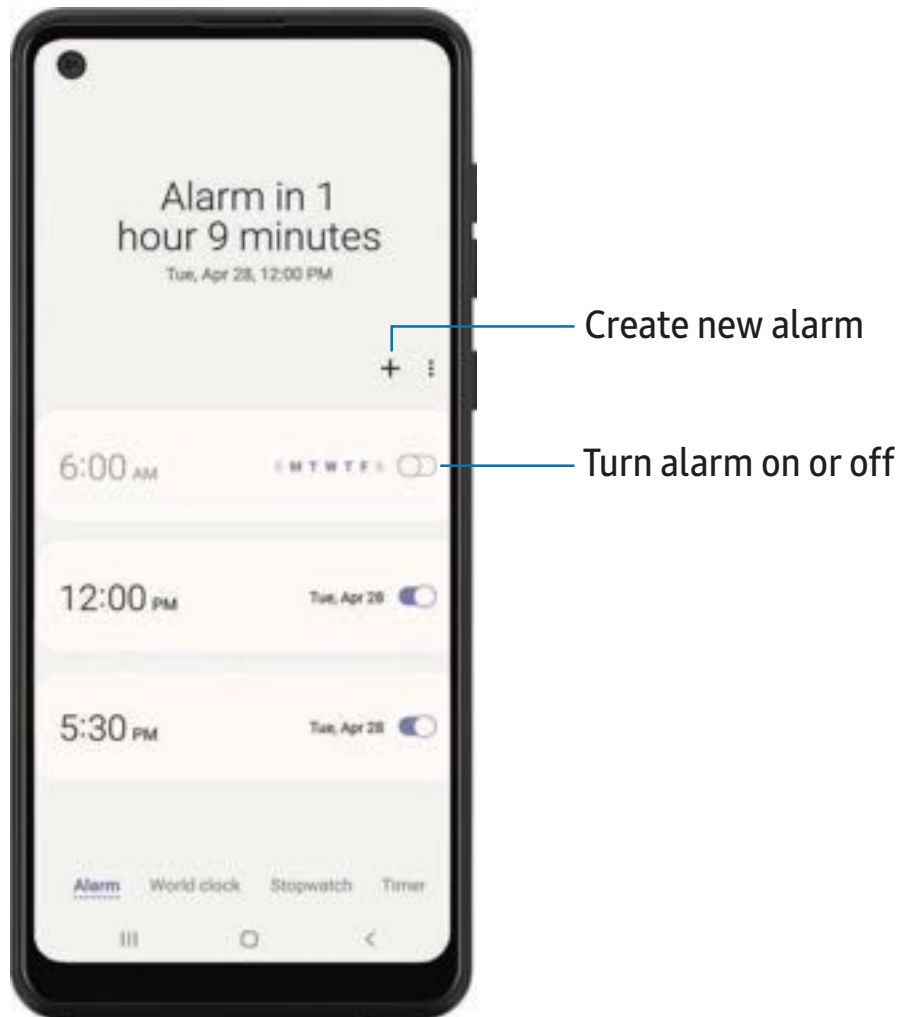 Alarm in 1
hour 9 minutes
Tue, Apr 28, 12:00 PM
Create new alarm
6:00 AM S M T W T F S
Turn alarm on or off
12:00 PM Tue, Apr 28
5:30 PM Tue, Apr 28
Alarm World clock Stopwatch Timer